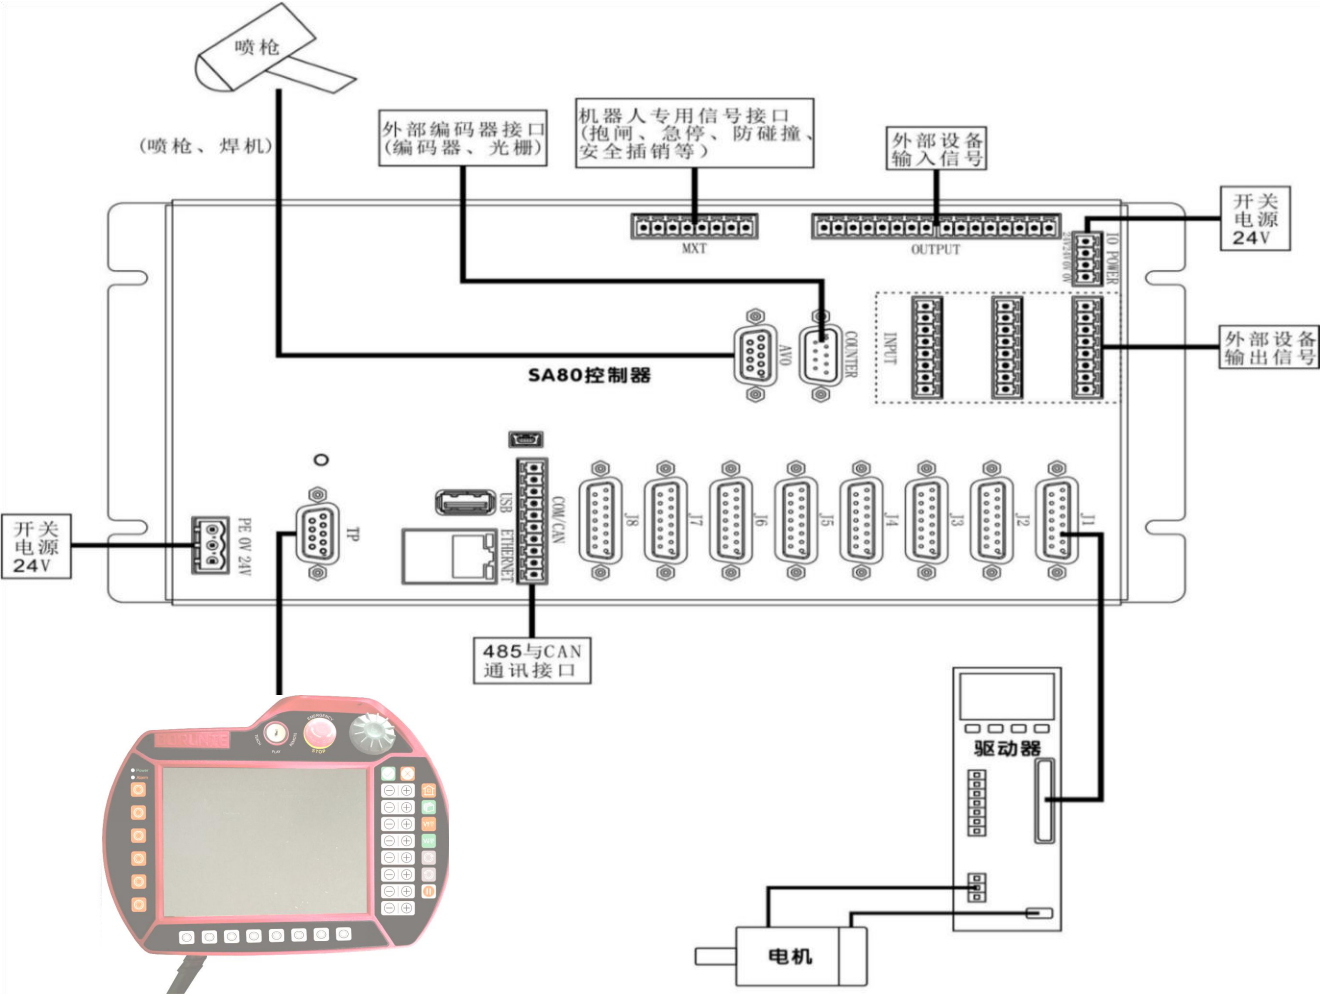 喷枪
(喷枪、焊机)
外部编码器接口
(编码器、光栅)
机器人专用信号接口
(抱闸、急停、防碰撞、
安全插销等)
外部设备
输入信号
开关
电源
24V
MXT
OUTPUT
IO POWER
24V24V0V 0V
外部设备
输出信号
AVO
COUNTER
INPUT
SA80控制器
开关
电源
24V
PE 0V 24V
TP
USB
ETHERNET
COM/CAN
J8
J7
J6
J5
J4
J3
J2
J1
485与CAN
通讯接口
驱动器
电机
EMERGENCY
STOP
PLAY
Power